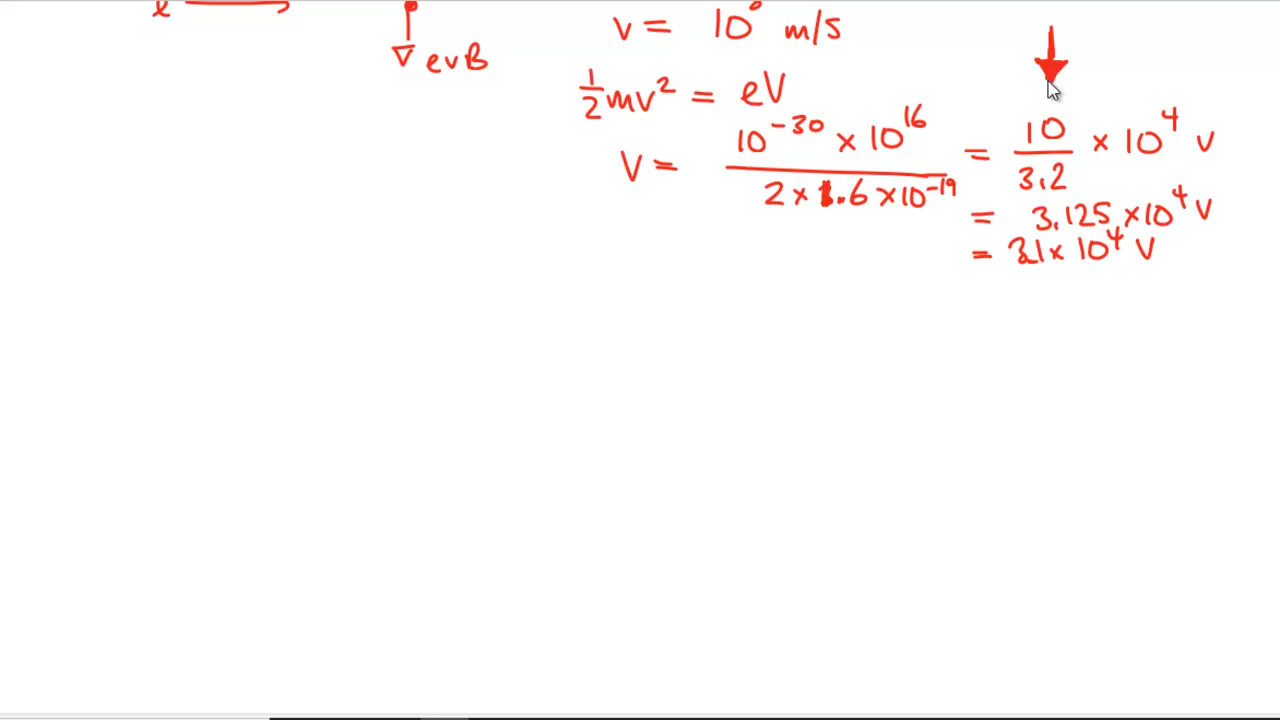 e
evB
v = 10 m/s
½mv² = eV
V = 10⁻³⁰ × 10¹⁶ / 2 × 1.6 × 10⁻¹⁹ = 10 / 3.2 × 10⁴ v
= 3.125 × 10⁴ V
= 3.1 × 10⁴ V